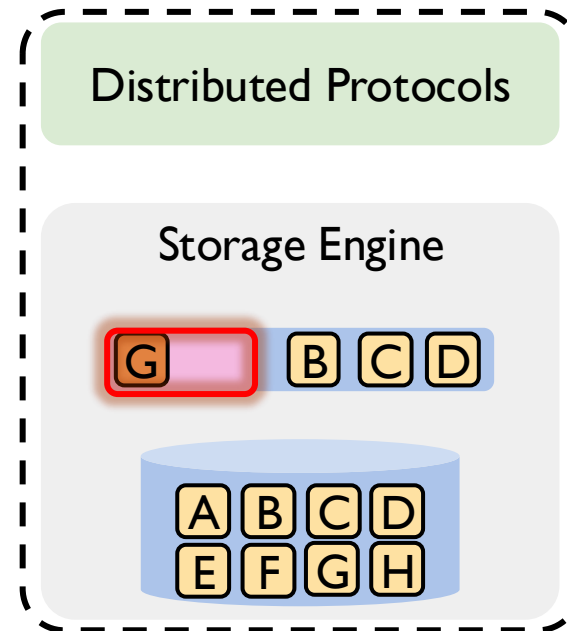 Distributed Protocols
Storage Engine
G B C D
A B C D
E F G H